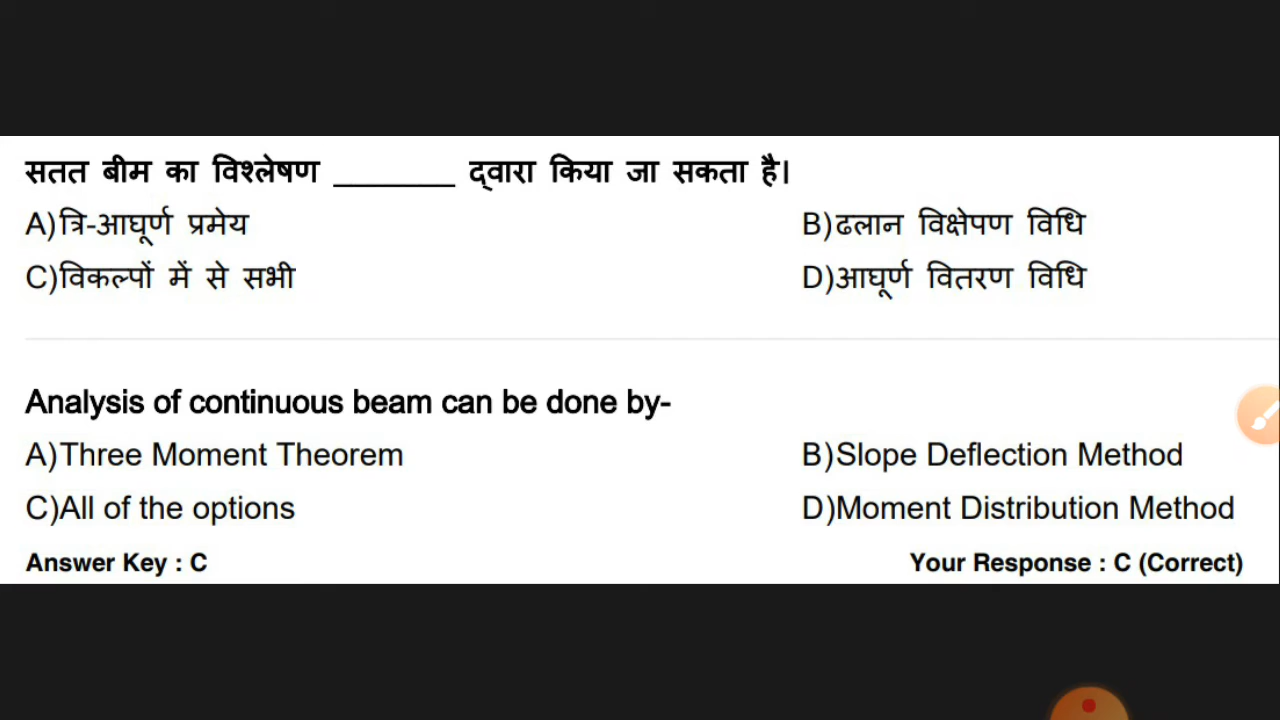 सतत बीम का विश्लेषण _______ द्वारा किया जा सकता है।
A)त्रि-आघूर्ण प्रमेय B)ढलान विक्षेपण विधि
C)विकल्पों में से सभी D)आघूर्ण वितरण विधि
Analysis of continuous beam can be done by-
A)Three Moment Theorem B)Slope Deflection Method
C)All of the options D)Moment Distribution Method
Answer Key : C Your Response : C (Correct)